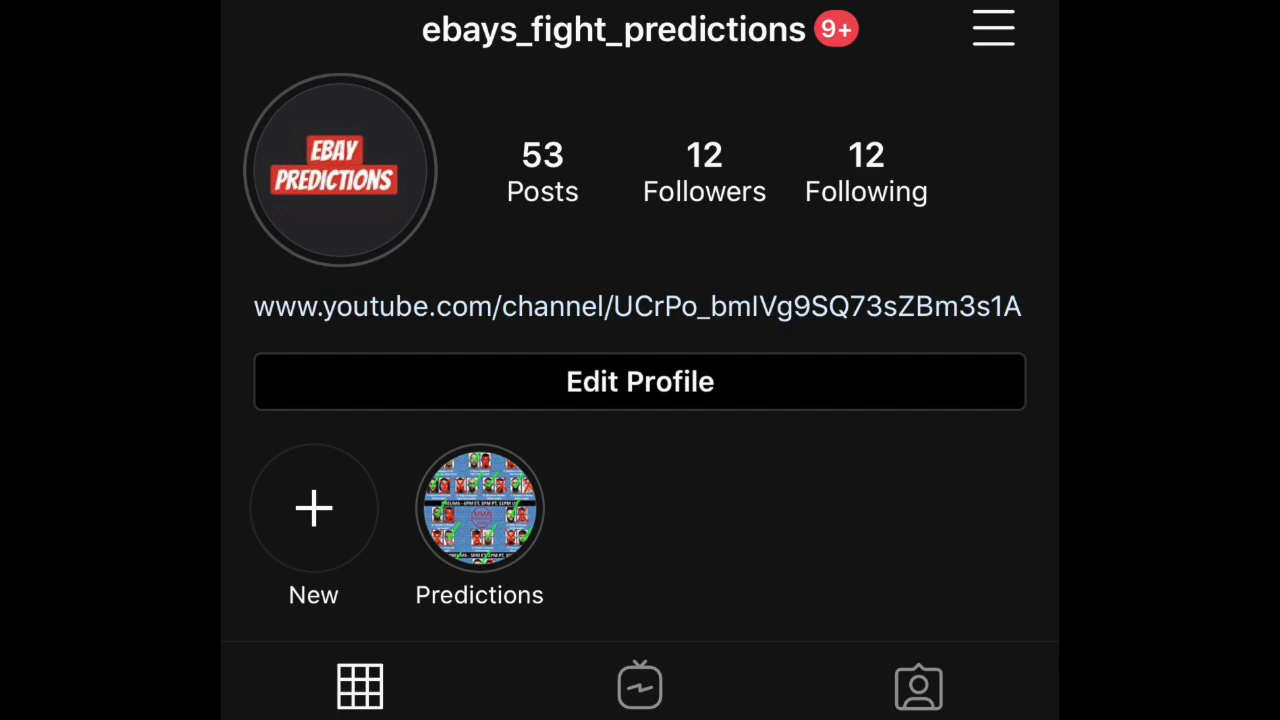 ebays_fight_predictions 9+
EBAY
PREDICTIONS
53 12 12
Posts Followers Following
www.youtube.com/channel/UCrPo_bmIVg9SQ73sZBm3s1A
Edit Profile
New Predictions